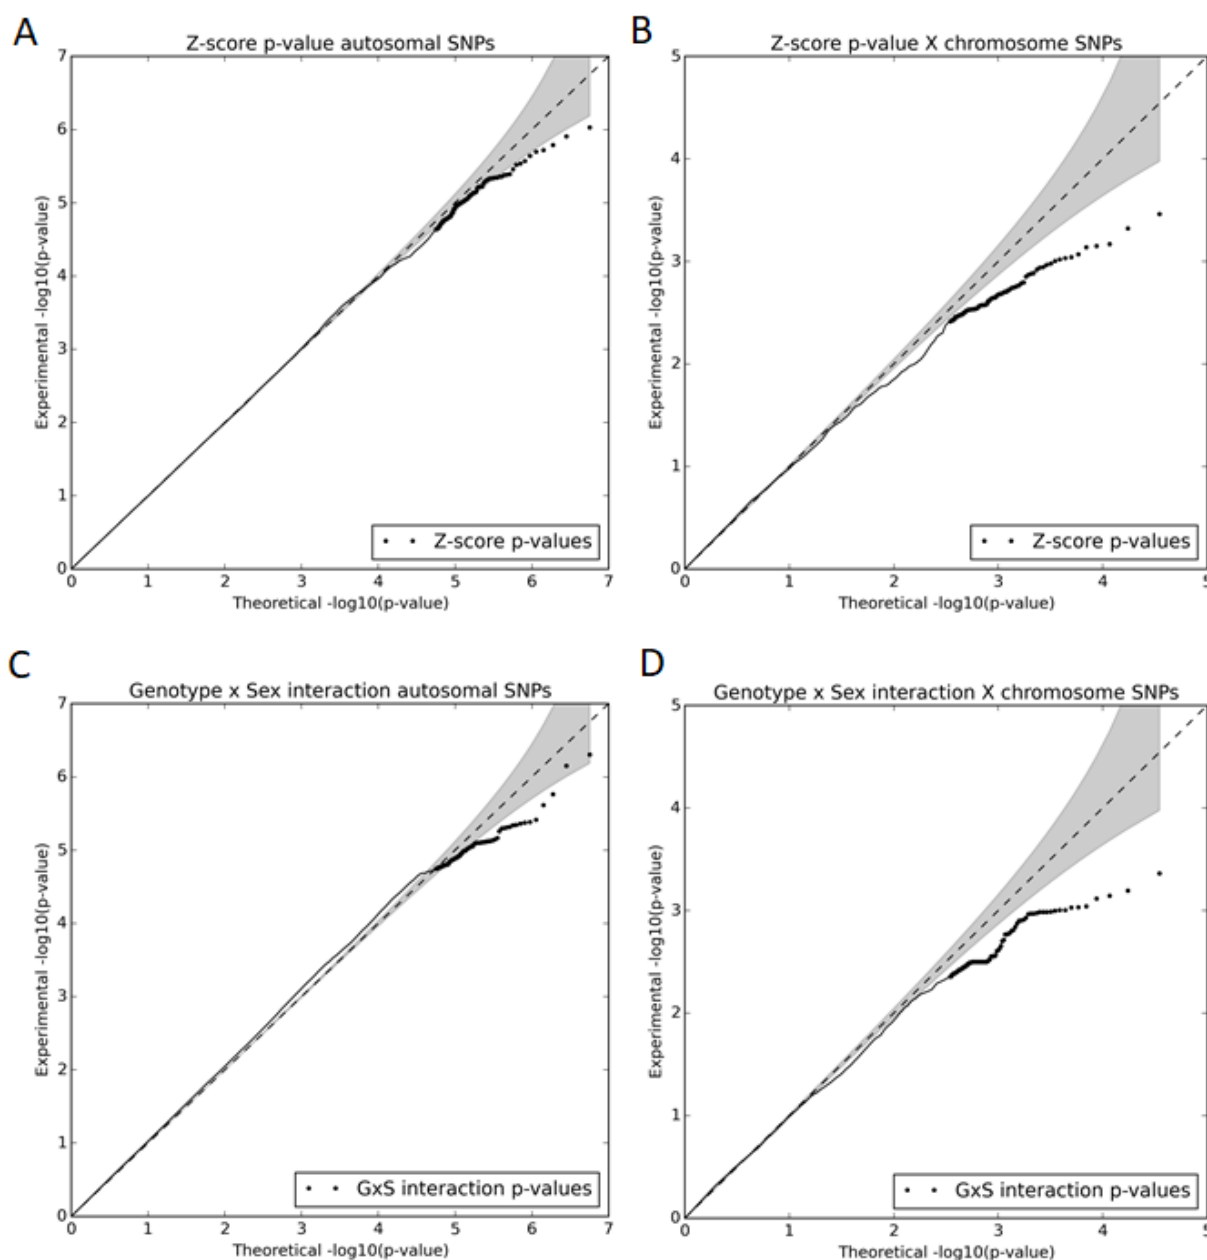 A
Z-score p-value autosomal SNPs
7
6
5
4
3
2
1
0
Experimental -log10(p-value)
Z-score p-values
0 1 2 3 4 5 6 7
Theoretical -log10(p-value)
B
Z-score p-value X chromosome SNPs
5
4
3
2
1
0
Experimental -log10(p-value)
Z-score p-values
0 1 2 3 4 5
Theoretical -log10(p-value)
C
Genotype x Sex interaction autosomal SNPs
7
6
5
4
3
2
1
0
Experimental -log10(p-value)
GxS interaction p-values
0 1 2 3 4 5 6 7
Theoretical -log10(p-value)
D
Genotype x Sex interaction X chromosome SNPs
5
4
3
2
1
0
Experimental -log10(p-value)
GxS interaction p-values
0 1 2 3 4 5
Theoretical -log10(p-value)